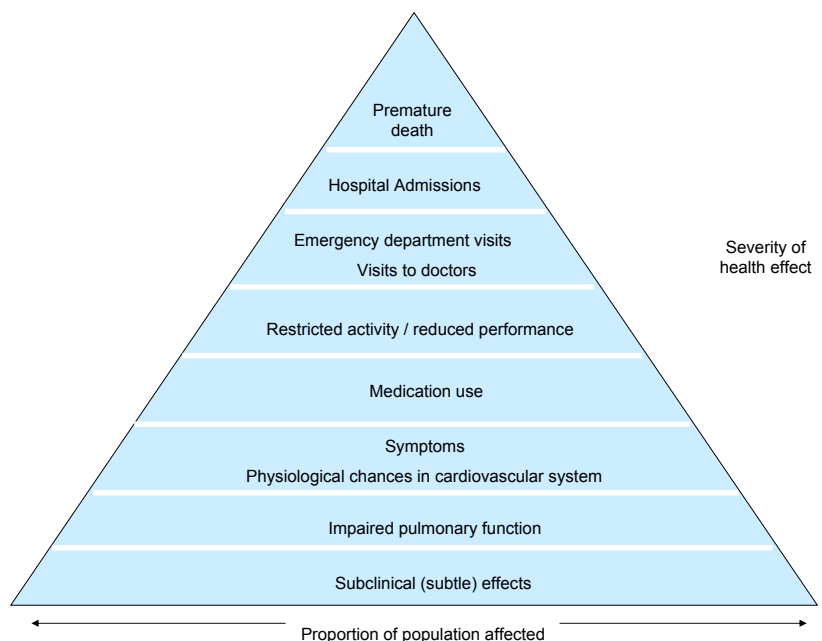 Premature
death
Hospital Admissions
Emergency department visits
Visits to doctors
Severity of
health effect
Restricted activity / reduced performance
Medication use
Symptoms
Physiological chances in cardiovascular system
Impaired pulmonary function
Subclinical (subtle) effects
Proportion of population affected